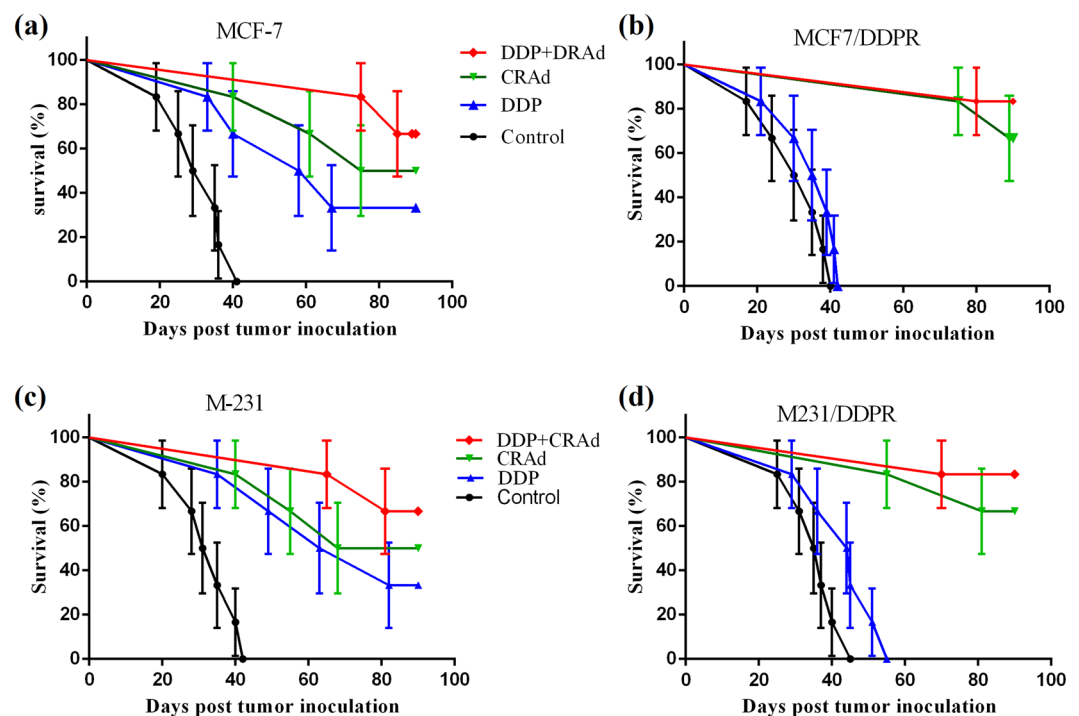 (a)
MCF-7
survival (%)
100
80
60
40
20
0
0 20 40 60 80 100
Days post tumor inoculation
DDP+DRAd
CRAd
DDP
Control
(b)
MCF7/DDPR
Survival (%)
100
80
60
40
20
0
0 20 40 60 80 100
Days post tumor inoculation
(c)
M-231
Survival (%)
100
80
60
40
20
0
0 20 40 60 80 100
Days post tumor inoculation
DDP+CRAd
CRAd
DDP
Control
(d)
M231/DDPR
Survival (%)
100
80
60
40
20
0
0 20 40 60 80 100
Days post tumor inoculation